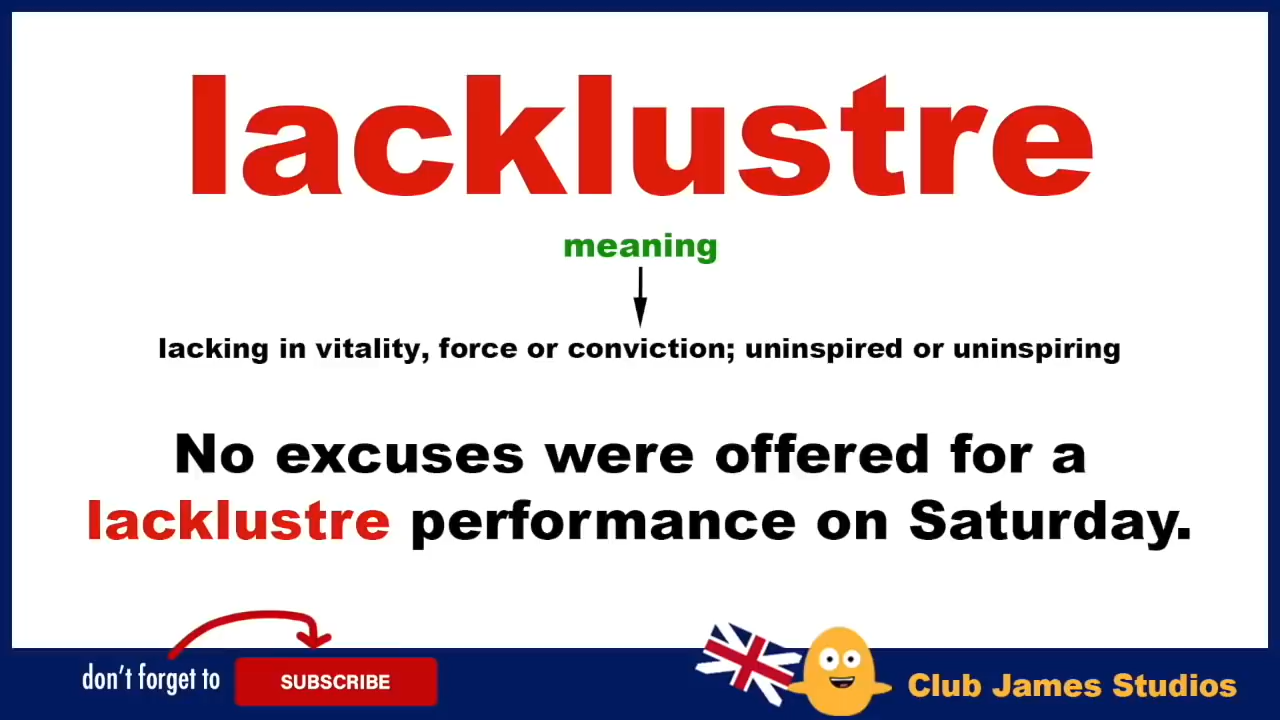 lacklustre
meaning
lacking in vitality, force or conviction; uninspired or uninspiring
No excuses were offered for a
lacklustre performance on Saturday.
don't forget to
SUBSCRIBE
Club James Studios